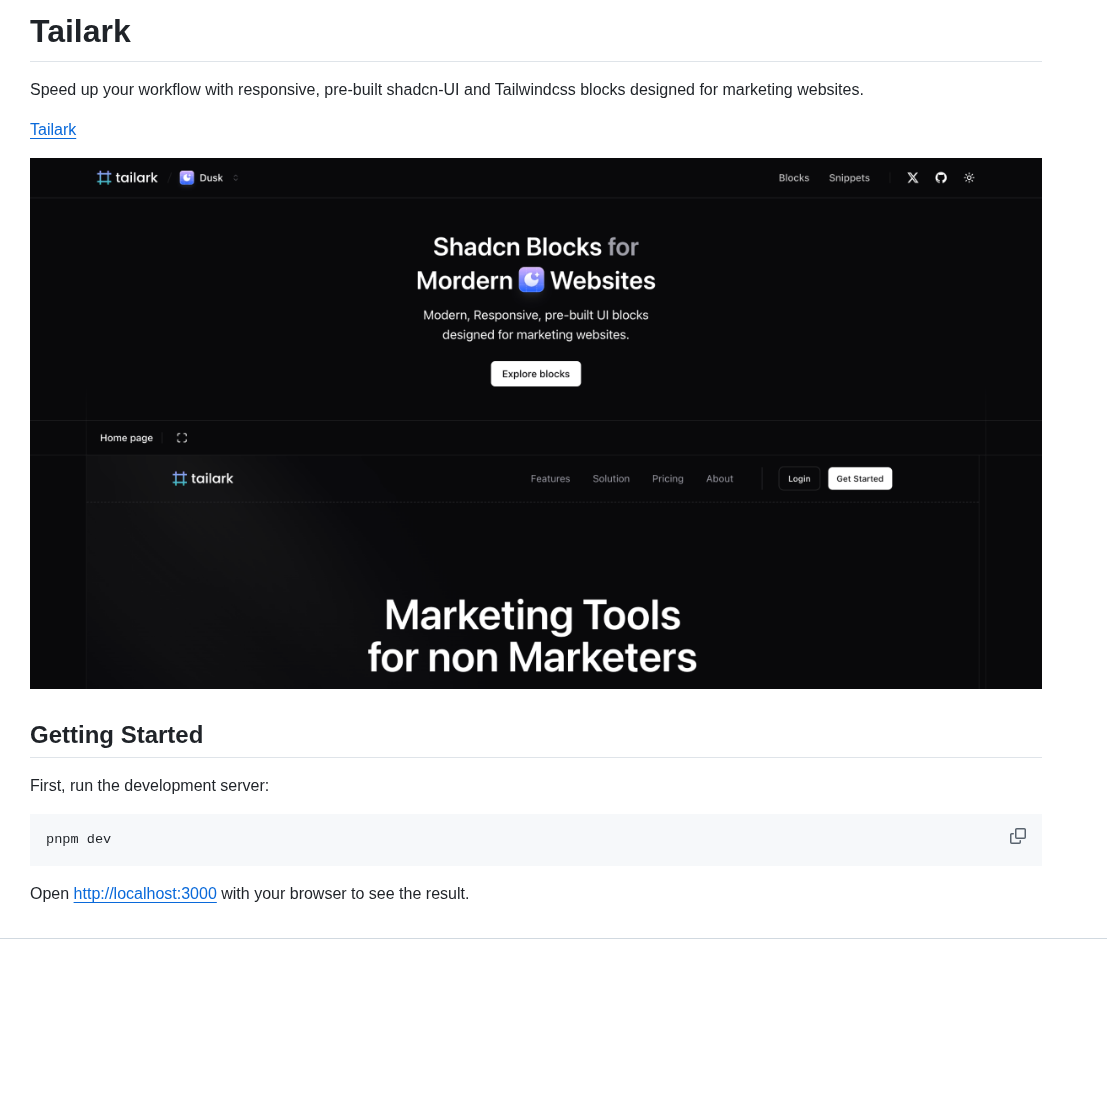 Tailark
Speed up your workflow with responsive, pre-built shadcn-UI and Tailwindcss blocks designed for marketing websites.
Tailark
tailark / Dusk
Blocks Snippets
Shadcn Blocks for
Mordern Websites
Modern, Responsive, pre-built UI blocks
designed for marketing websites.
Explore blocks
Home page
tailark
Features Solution Pricing About Login Get Started
Marketing Tools
for non Marketers
Getting Started
First, run the development server:
pnpm dev
Open http://localhost:3000 with your browser to see the result.